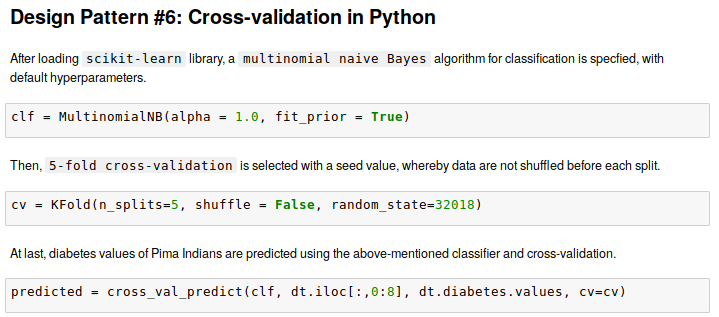 Design Pattern #6: Cross-validation in Python
After loading scikit-learn library, a multinomial naive Bayes algorithm for classification is specfied, with
default hyperparameters.
clf = MultinomialNB(alpha = 1.0, fit_prior = True)
Then, 5-fold cross-validation is selected with a seed value, whereby data are not shuffled before each split.
cv = KFold(n_splits=5, shuffle = False, random_state=32018)
At last, diabetes values of Pima Indians are predicted using the above-mentioned classifier and cross-validation.
predicted = cross_val_predict(clf, dt.iloc[:,0:8], dt.diabetes.values, cv=cv)